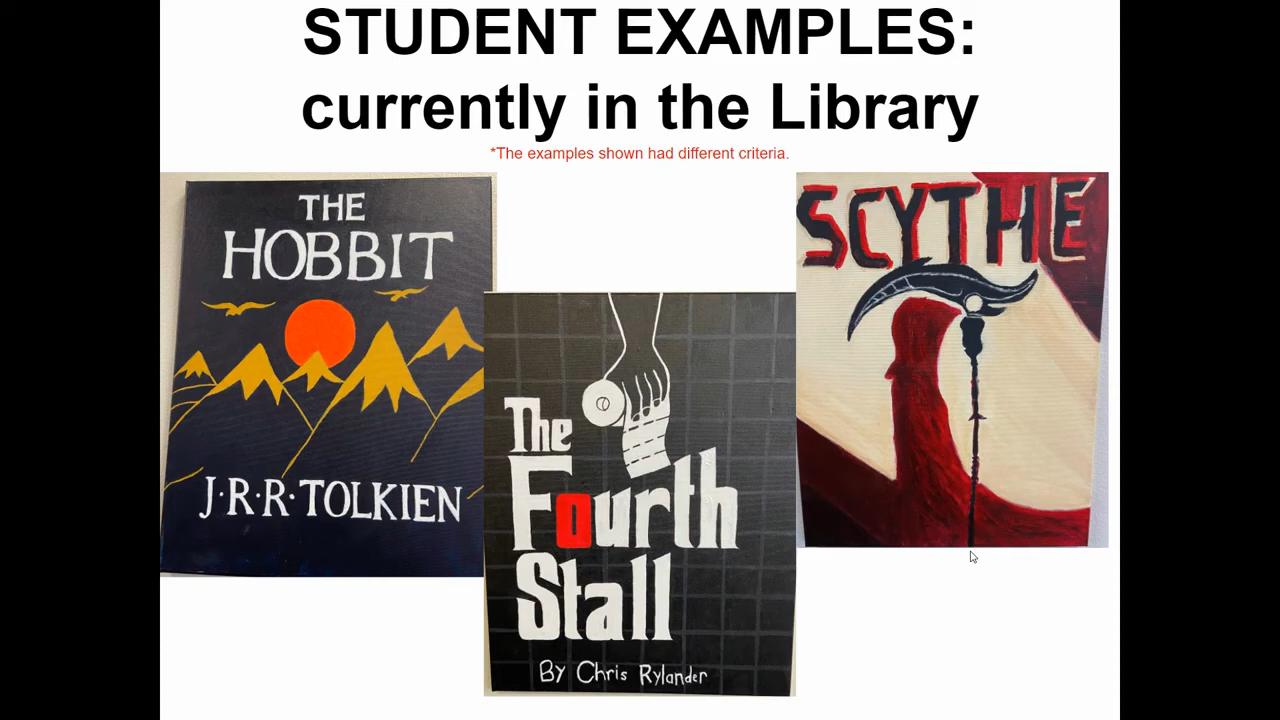 STUDENT EXAMPLES:
currently in the Library
*The examples shown had different criteria.
THE
HOBBIT
J·R·R·TOLKIEN
The
Fourth
Stall
By Chris Rylander
SCYTHE